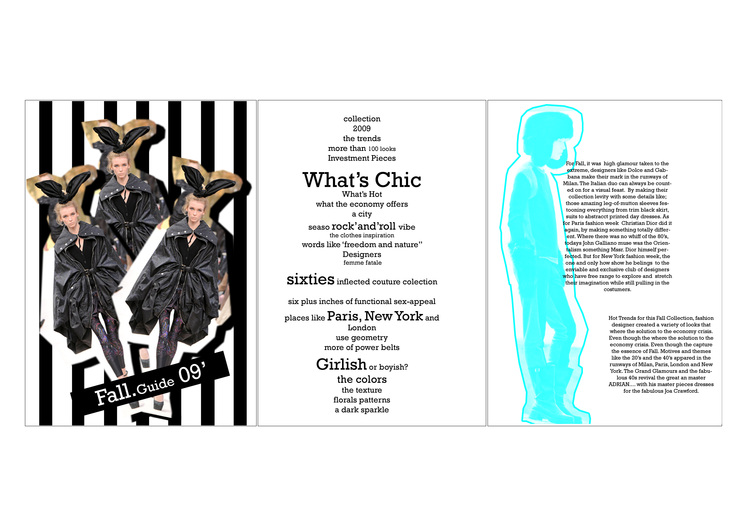 Fall.Guide 09'
collection
2009
the trends
more than 100 looks
Investment Pieces
What's Chic
What's Hot
what the economy offers
a city
seaso rock'and'roll vibe
the clothes inspiration
words like 'freedom and nature"
Designers
femme fatale
sixties inflected couture colection
six plus inches of functional sex-appeal
places like Paris, New York and
London
use geometry
more of power belts
Girlish or boyish?
the colors
the texture
florals patterns
a dark sparkle
For Fall, it was high glamour taken to the
extreme, designers like Dolce and Gab-
bana make their mark in the runways of
Milan. The Italian duo can always be count-
ed on for a visual feast. By making their
collection levity with some details like;
those amazing leg-of-mutton sleeves fes-
tooning everything from trim black skirt,
suits to abstracct printed day dresses. As
for Paris fashion week Christian Dior did it
again, by making something totally differ-
ent, Where there was no whiff of the 80's,
todays John Galliano muse was the Orien-
talism something Mssr. Dior himself per-
fected. But for New York fashion week, the
one and only how she he belongs to the
enviable and exclusive club of designers
who have free range to explore and stretch
their imagination while still pulling in the
costumers.
Hot Trends for this Fall Collection, fashion
designer created a variety of looks that
where the solution to the economy crisis.
Even though the where the solution to the
economy crisis. Even though the capture
the essence of Fall. Motives and themes
like the 20's and the 40's appared in the
runways of Milan, Paris, London and New
York. The Grand Glamours and the fabu-
lous 40s revival the great an master
ADRIAN.... with his master pieces dresses
for the fabulous Joa Crawford.